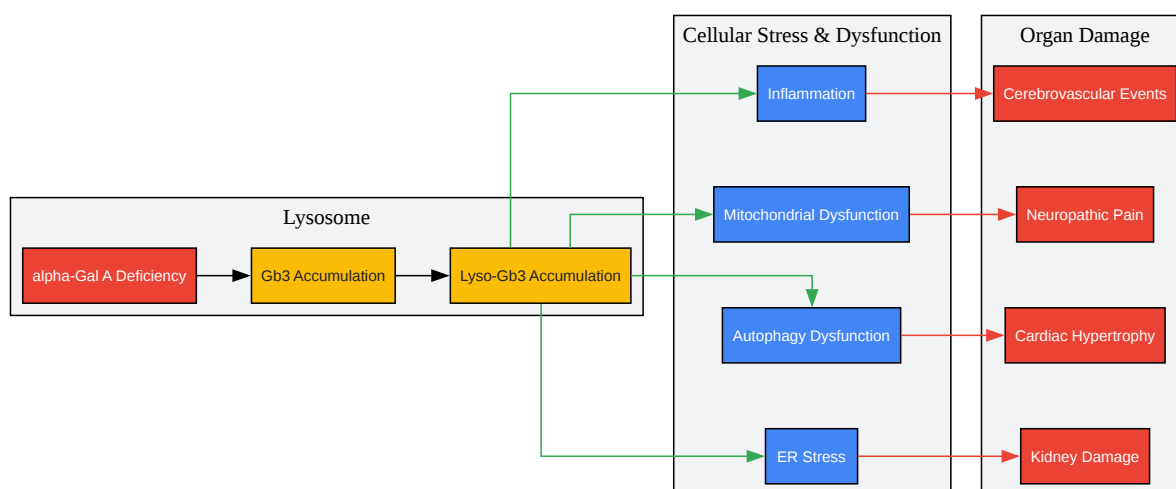 Cellular Stress & Dysfunction
Organ Damage
Inflammation
Cerebrovascular Events
Lysosome
Mitochondrial Dysfunction
Neuropathic Pain
alpha-Gal A Deficiency
Gb3 Accumulation
Lyso-Gb3 Accumulation
Autophagy Dysfunction
Cardiac Hypertrophy
ER Stress
Kidney Damage